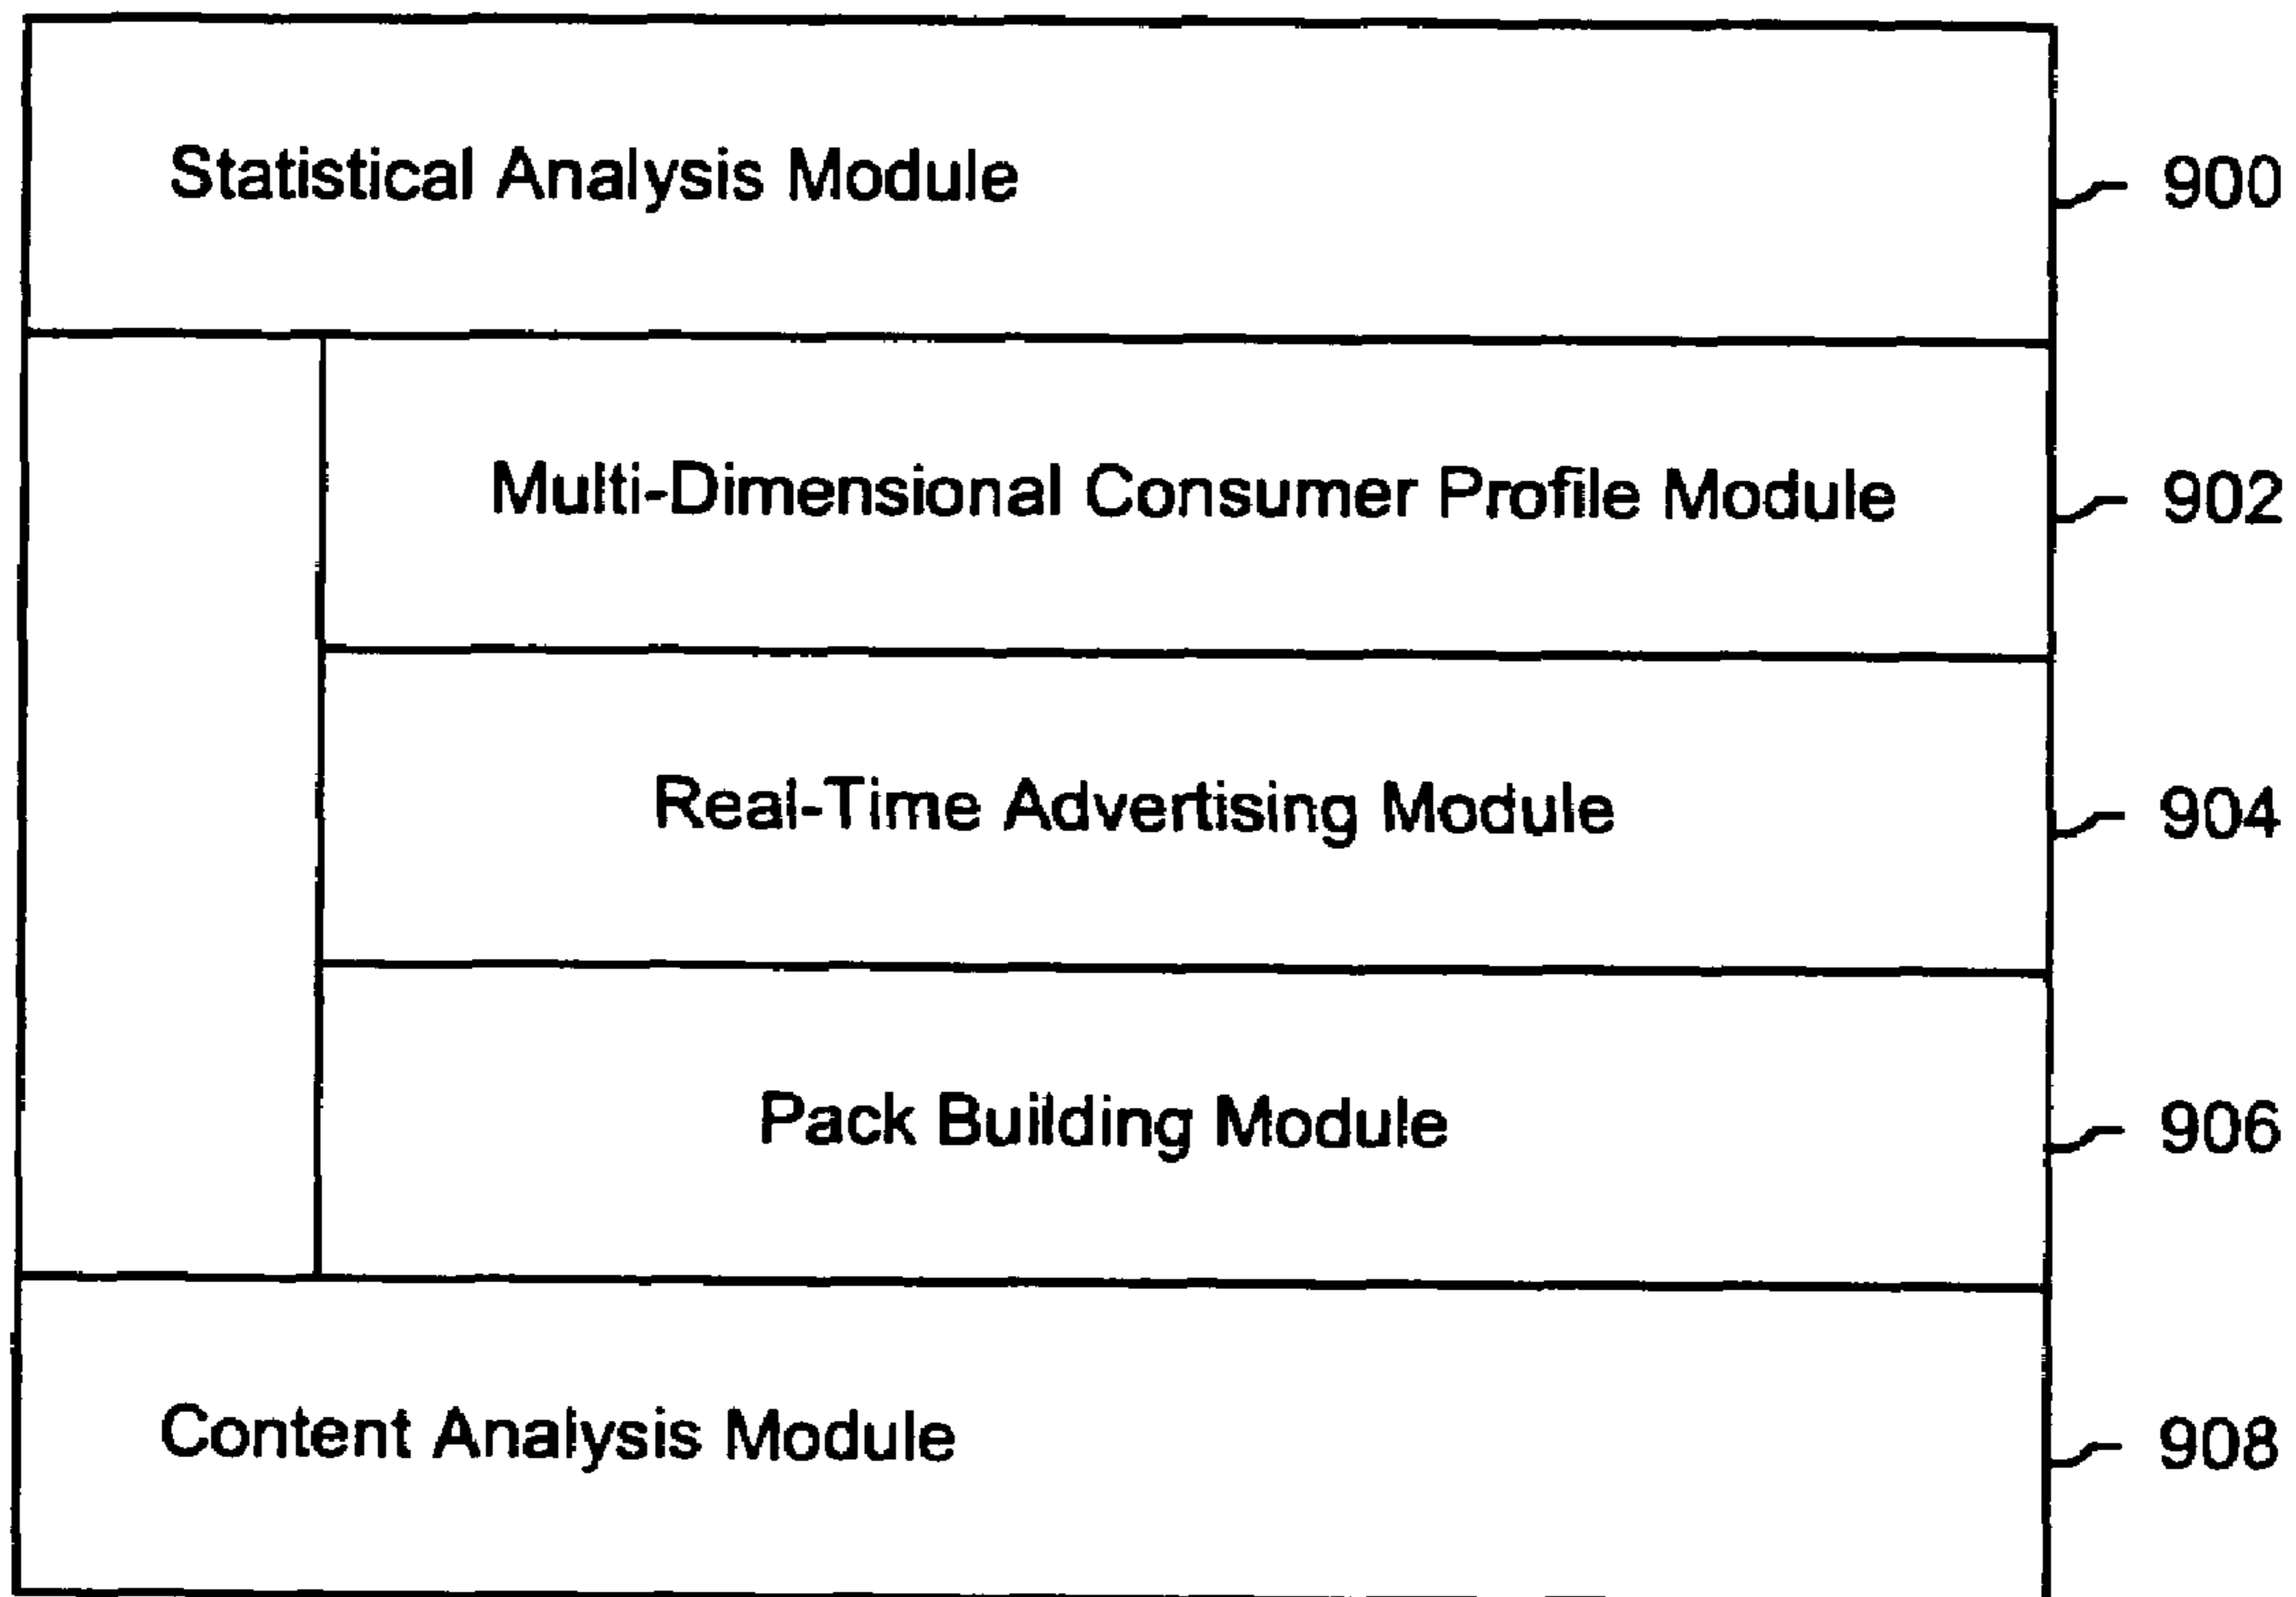 Statistical Analysis Module 900
Multi-Dimensional Consumer Profile Module 902
Real-Time Advertising Module 904
Pack Building Module 906
Content Analysis Module 908